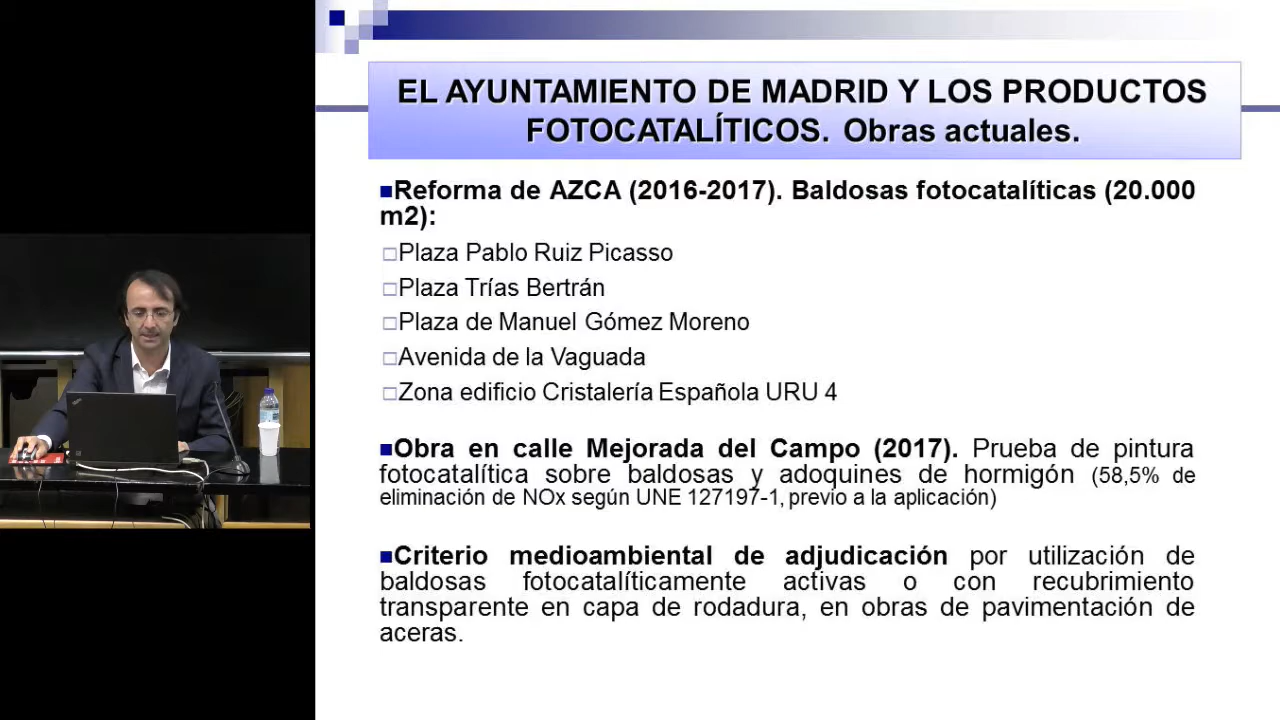 EL AYUNTAMIENTO DE MADRID Y LOS PRODUCTOS
FOTOCATALÍTICOS. Obras actuales.
Reforma de AZCA (2016-2017). Baldosas fotocatalíticas (20.000
m2):
Plaza Pablo Ruiz Picasso
Plaza Trías Bertrán
Plaza de Manuel Gómez Moreno
Avenida de la Vaguada
Zona edificio Cristalería Española URU 4
Obra en calle Mejorada del Campo (2017). Prueba de pintura
fotocatalítica sobre baldosas y adoquines de hormigón (58,5% de
eliminación de NOx según UNE 127197-1, previo a la aplicación)
Criterio medioambiental de adjudicación por utilización de
baldosas fotocatalíticamente activas o con recubrimiento
transparente en capa de rodadura, en obras de pavimentación de
aceras.